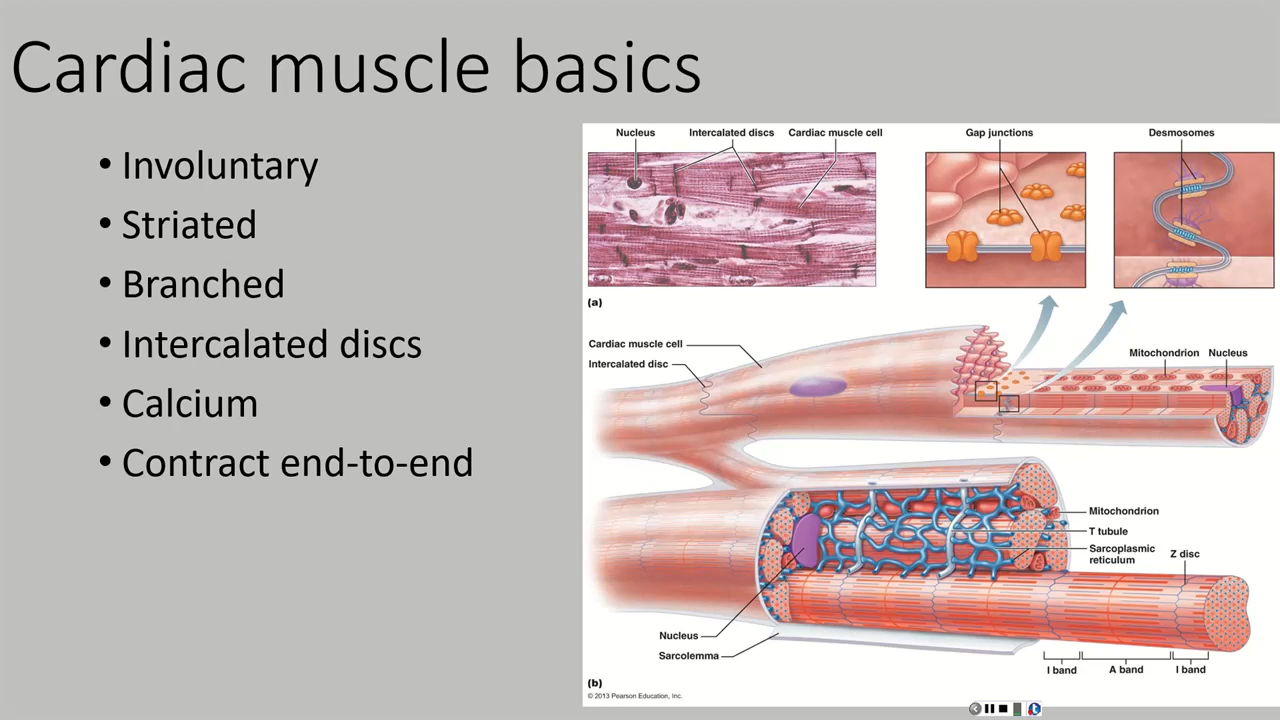 Cardiac muscle basics
• Involuntary
• Striated
• Branched
• Intercalated discs
• Calcium
• Contract end-to-end
Nucleus
Intercalated discs
Cardiac muscle cell
Gap junctions
Desmosomes
(a)
Cardiac muscle cell
Intercalated disc
Mitochondrion
Nucleus
Mitochondrion
T tubule
Sarcoplasmic
reticulum
Z disc
Nucleus
Sarcolemma
I band
A band
I band
(b)
© 2013 Pearson Education, Inc.